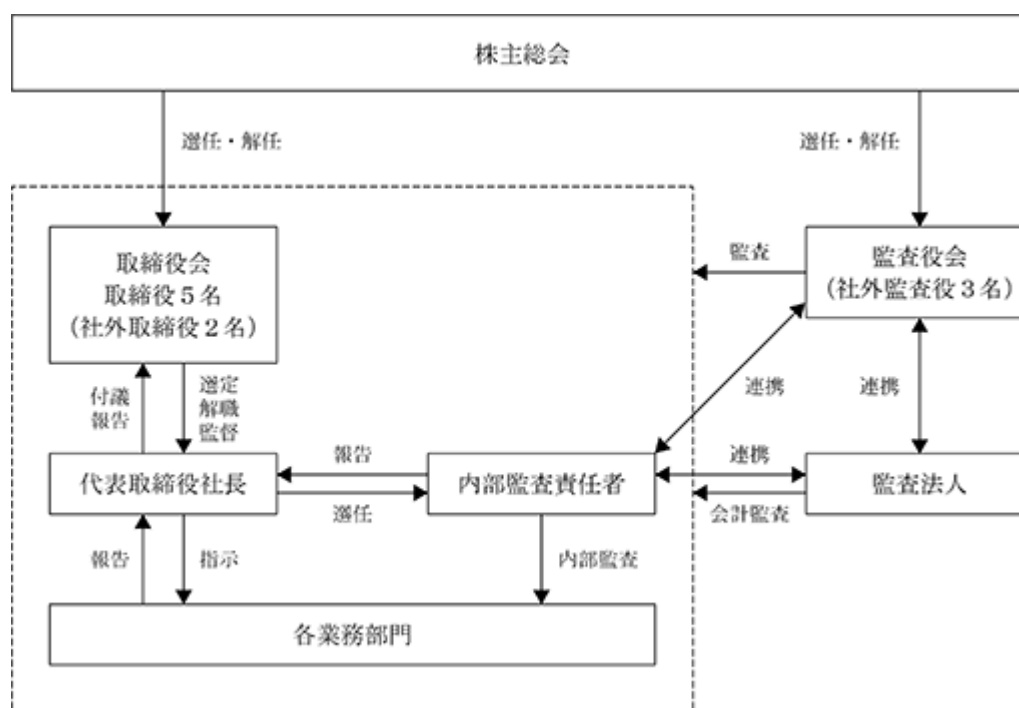 株主総会
選任・解任
選任・解任
取締役会
取締役5名
（社外取締役2名）
監査
監査役会
（社外監査役3名）
付議
報告
選定
解職
監督
連携
連携
代表取締役社長
報告
選任
内部監査責任者
連携
会計監査
監査法人
報告
指示
内部監査
各業務部門